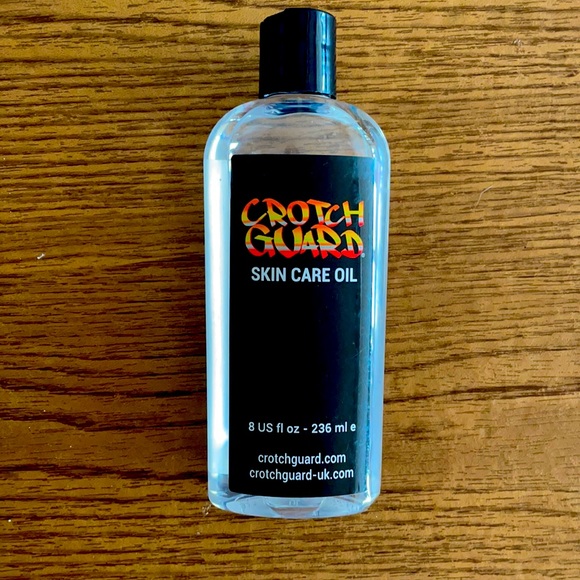 CROTCH
GUARD®
SKIN CARE OIL
8 US fl oz - 236 ml e
crotchguard.com
crotchguard-uk.com